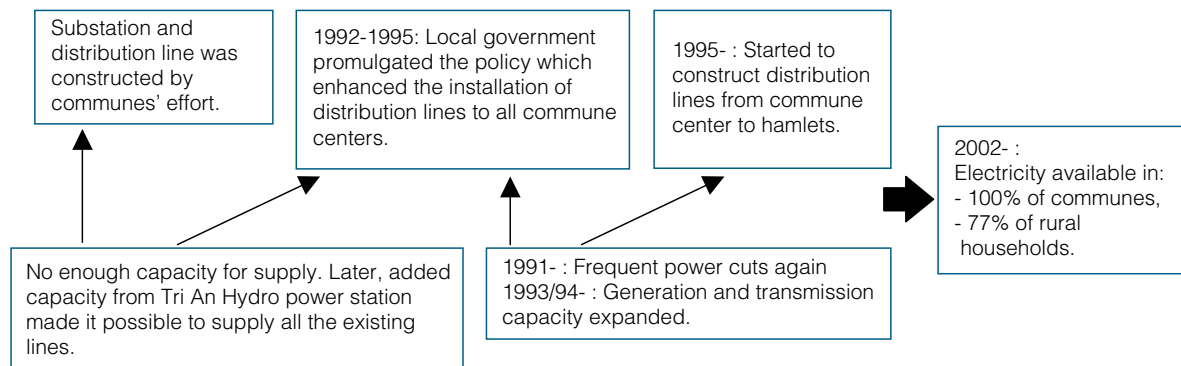 Substation and
distribution line was
constructed by
communes’ effort.
1992-1995: Local government
promulgated the policy which
enhanced the installation of
distribution lines to all commune
centers.
1995- : Started to
construct distribution
lines from commune
center to hamlets.
2002- :
Electricity available in:
- 100% of communes,
- 77% of rural
households.
No enough capacity for supply. Later, added
capacity from Tri An Hydro power station
made it possible to supply all the existing
lines.
1991- : Frequent power cuts again
1993/94- : Generation and transmission
capacity expanded.